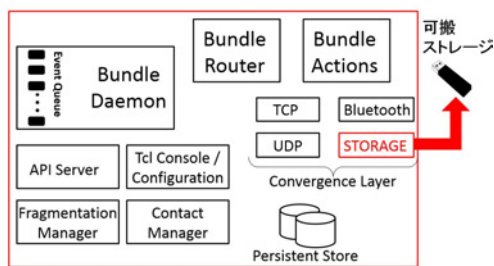 Event Queue
Bundle
Daemon
Bundle
Router
Bundle
Actions
可搬
ストレージ
TCP
Bluetooth
UDP
STORAGE
Convergence Layer
API Server
Tcl Console /
Configuration
Fragmentation
Manager
Contact
Manager
Persistent Store